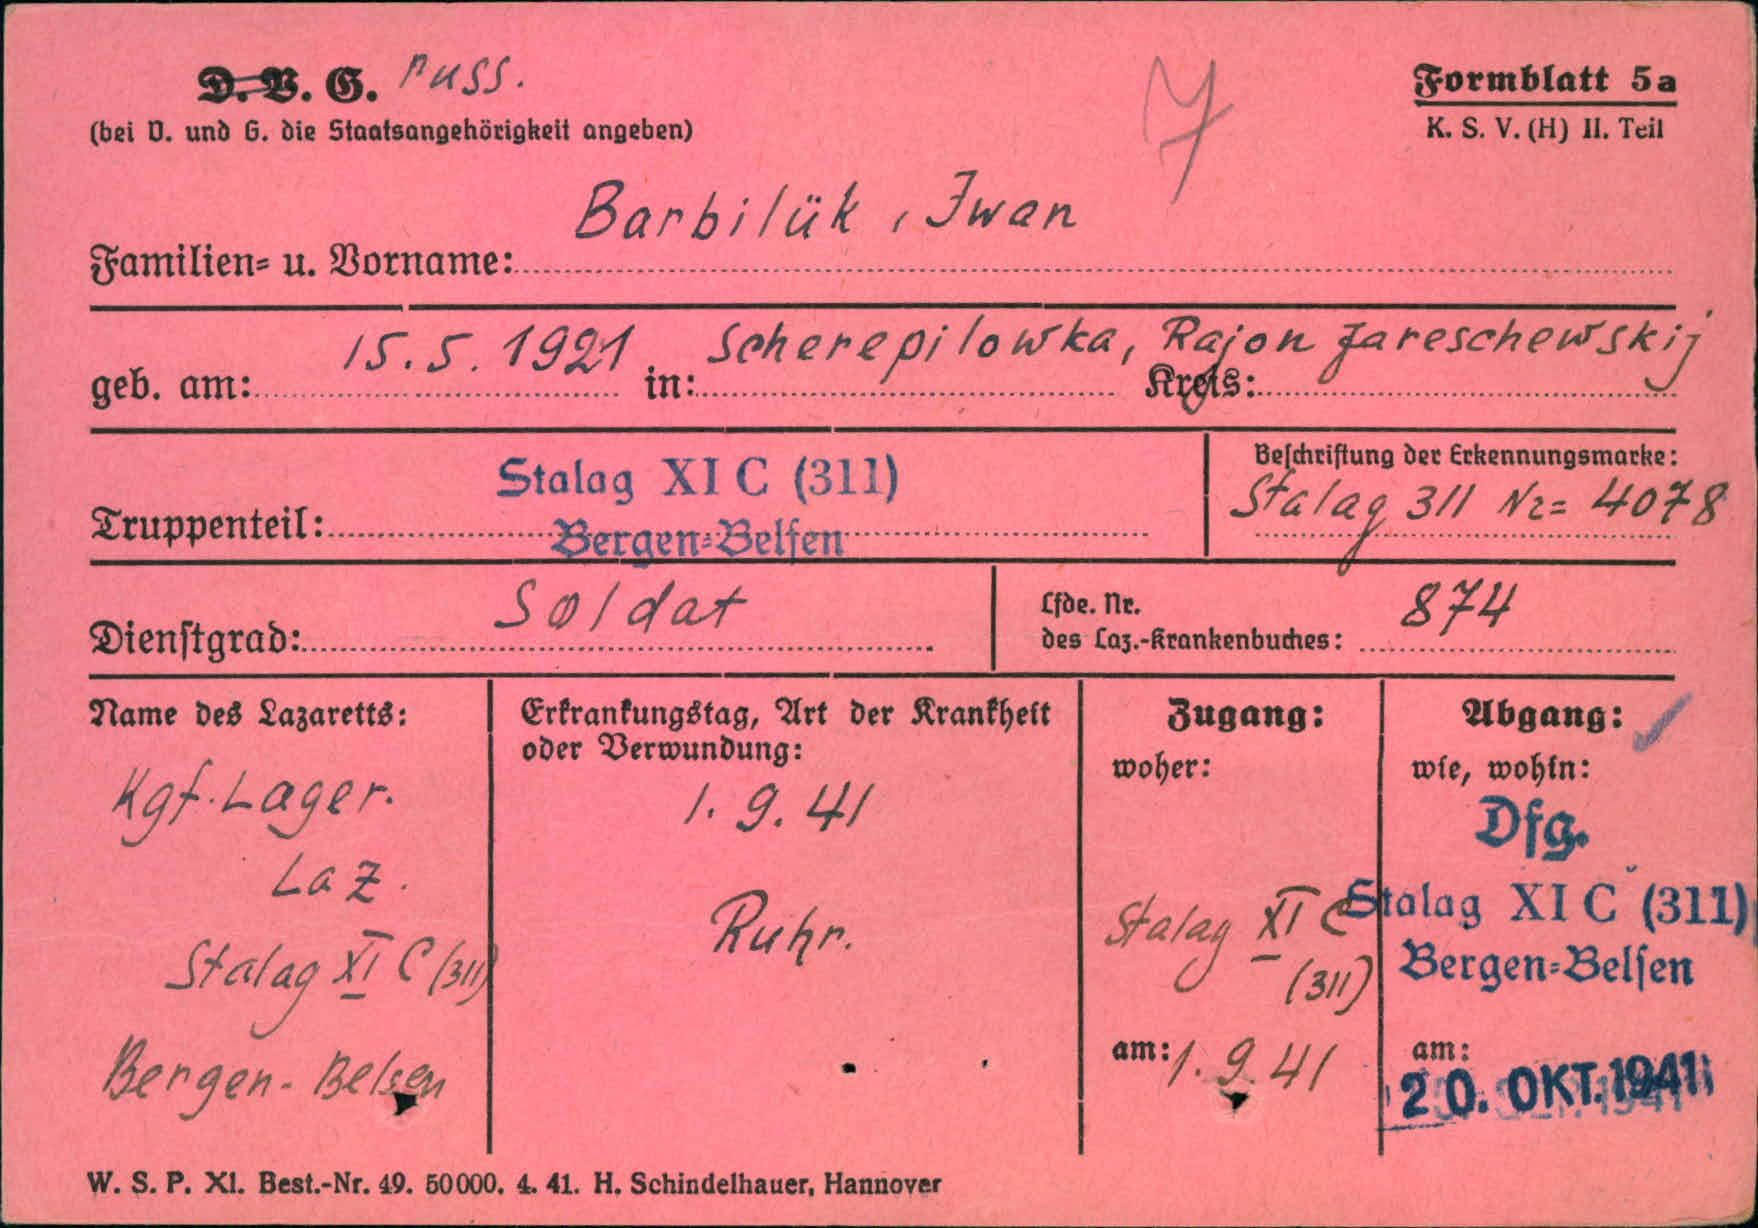 D. V. G. russ.
7
Formblatt 5a
(bei V. und G. die Staatsangehörigkeit angeben)
K. S. V. (H) II. Teil
Familien= u. Vorname: Barbilük, Iwan
geb. am: 15.5.1921 in: Scherepilowka, Kreis: Rajon Jareschewskij
Truppenteil: Stalag XI C (311)
Bergen=Belsen
Beschriftung der Erkennungsmarke:
Stalag 311 Nr= 4078
Dienstgrad: Soldat
Lfde. Nr.
des Laz.-Krankenbuches: 874
Name des Lazaretts:
Kgf. Lager.
Laz.
Stalag XI C (311)
Bergen-Belsen
Erkrankungstag, Art der Krankheit
oder Verwundung:
1.9.41
Ruhr.
Zugang:
woher:
Stalag XI C
(311)
am: 1.9.41
Abgang:
wie, wohin:
Dfg.
Stalag XI C (311)
Bergen=Belsen
am:
20. OKT. 1941
W. S. P. XI. Best.-Nr. 49. 50000. 4. 41. H. Schindelhauer, Hannover